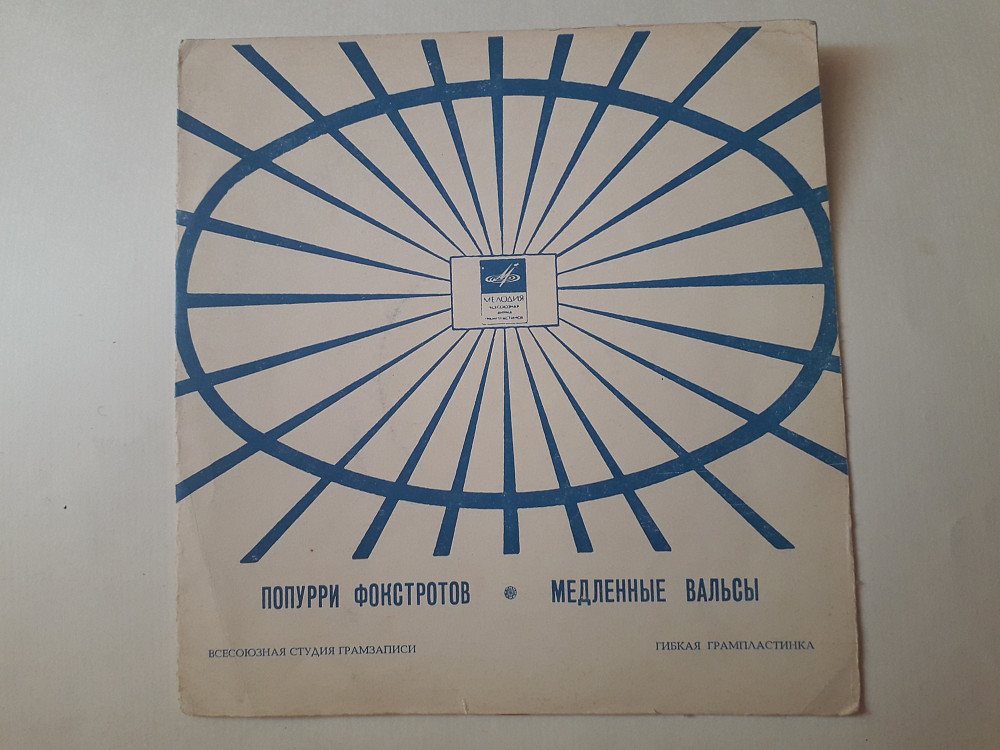 МЕЛОДИЯ
ВСЕСОЮЗНАЯ
ФИРМА
ГРАМПЛАСТИНОК
ПОПУРРИ ФОКСТРОТОВ МЕДЛЕННЫЕ ВАЛЬСЫ
ВСЕСОЮЗНАЯ СТУДИЯ ГРАМЗАПИСИ ГИБКАЯ ГРАМПЛАСТИНКА